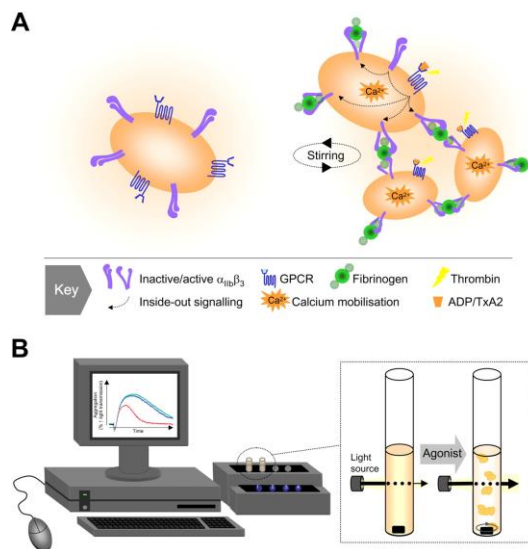 A
Ca²⁺
Stirring
Ca²⁺
Ca²⁺
Key
Inactive/active αIIbβ3
GPCR
Fibrinogen
Thrombin
Inside-out signalling
Ca²⁺
Calcium mobilisation
ADP/TxA2
B
Aggregation
(% light transmission)
Time
Light
source
Agonist